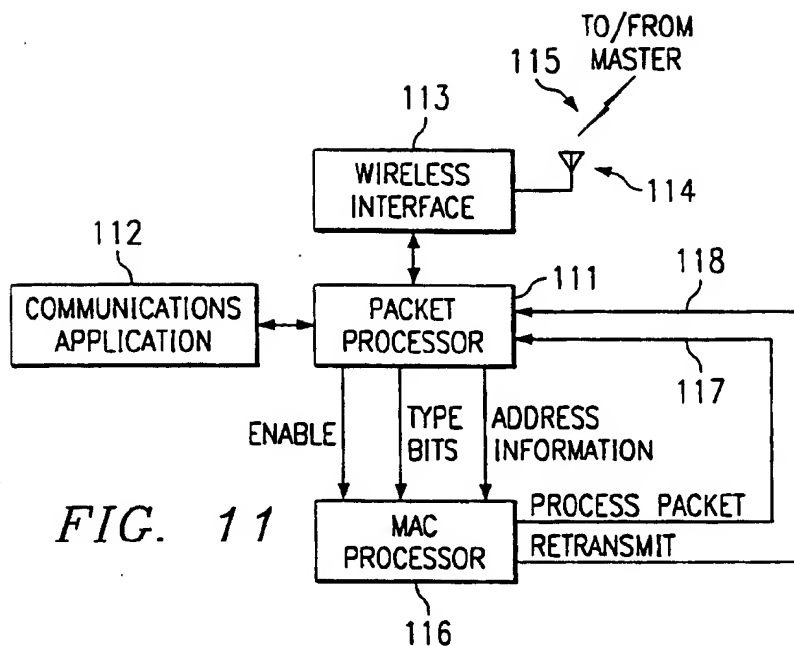 TO/FROM
MASTER
115
113
WIRELESS
INTERFACE
114
112
111
118
COMMUNICATIONS
APPLICATION
PACKET
PROCESSOR
117
ENABLE
TYPE
BITS
ADDRESS
INFORMATION
FIG. 11
MAC
PROCESSOR
PROCESS PACKET
RETRANSMIT
116